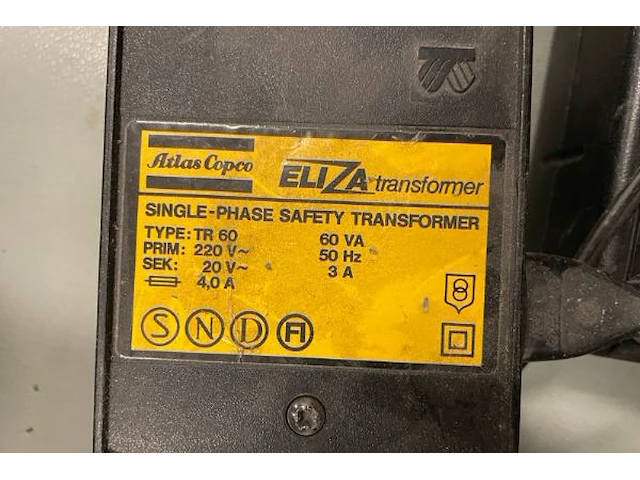 Atlas Copco
ELIZA transformer
SINGLE-PHASE SAFETY TRANSFORMER
TYPE: TR 60 60 VA
PRIM: 220 V~ 50 Hz
SEK: 20 V~ 3 A
4,0 A
S N D FI